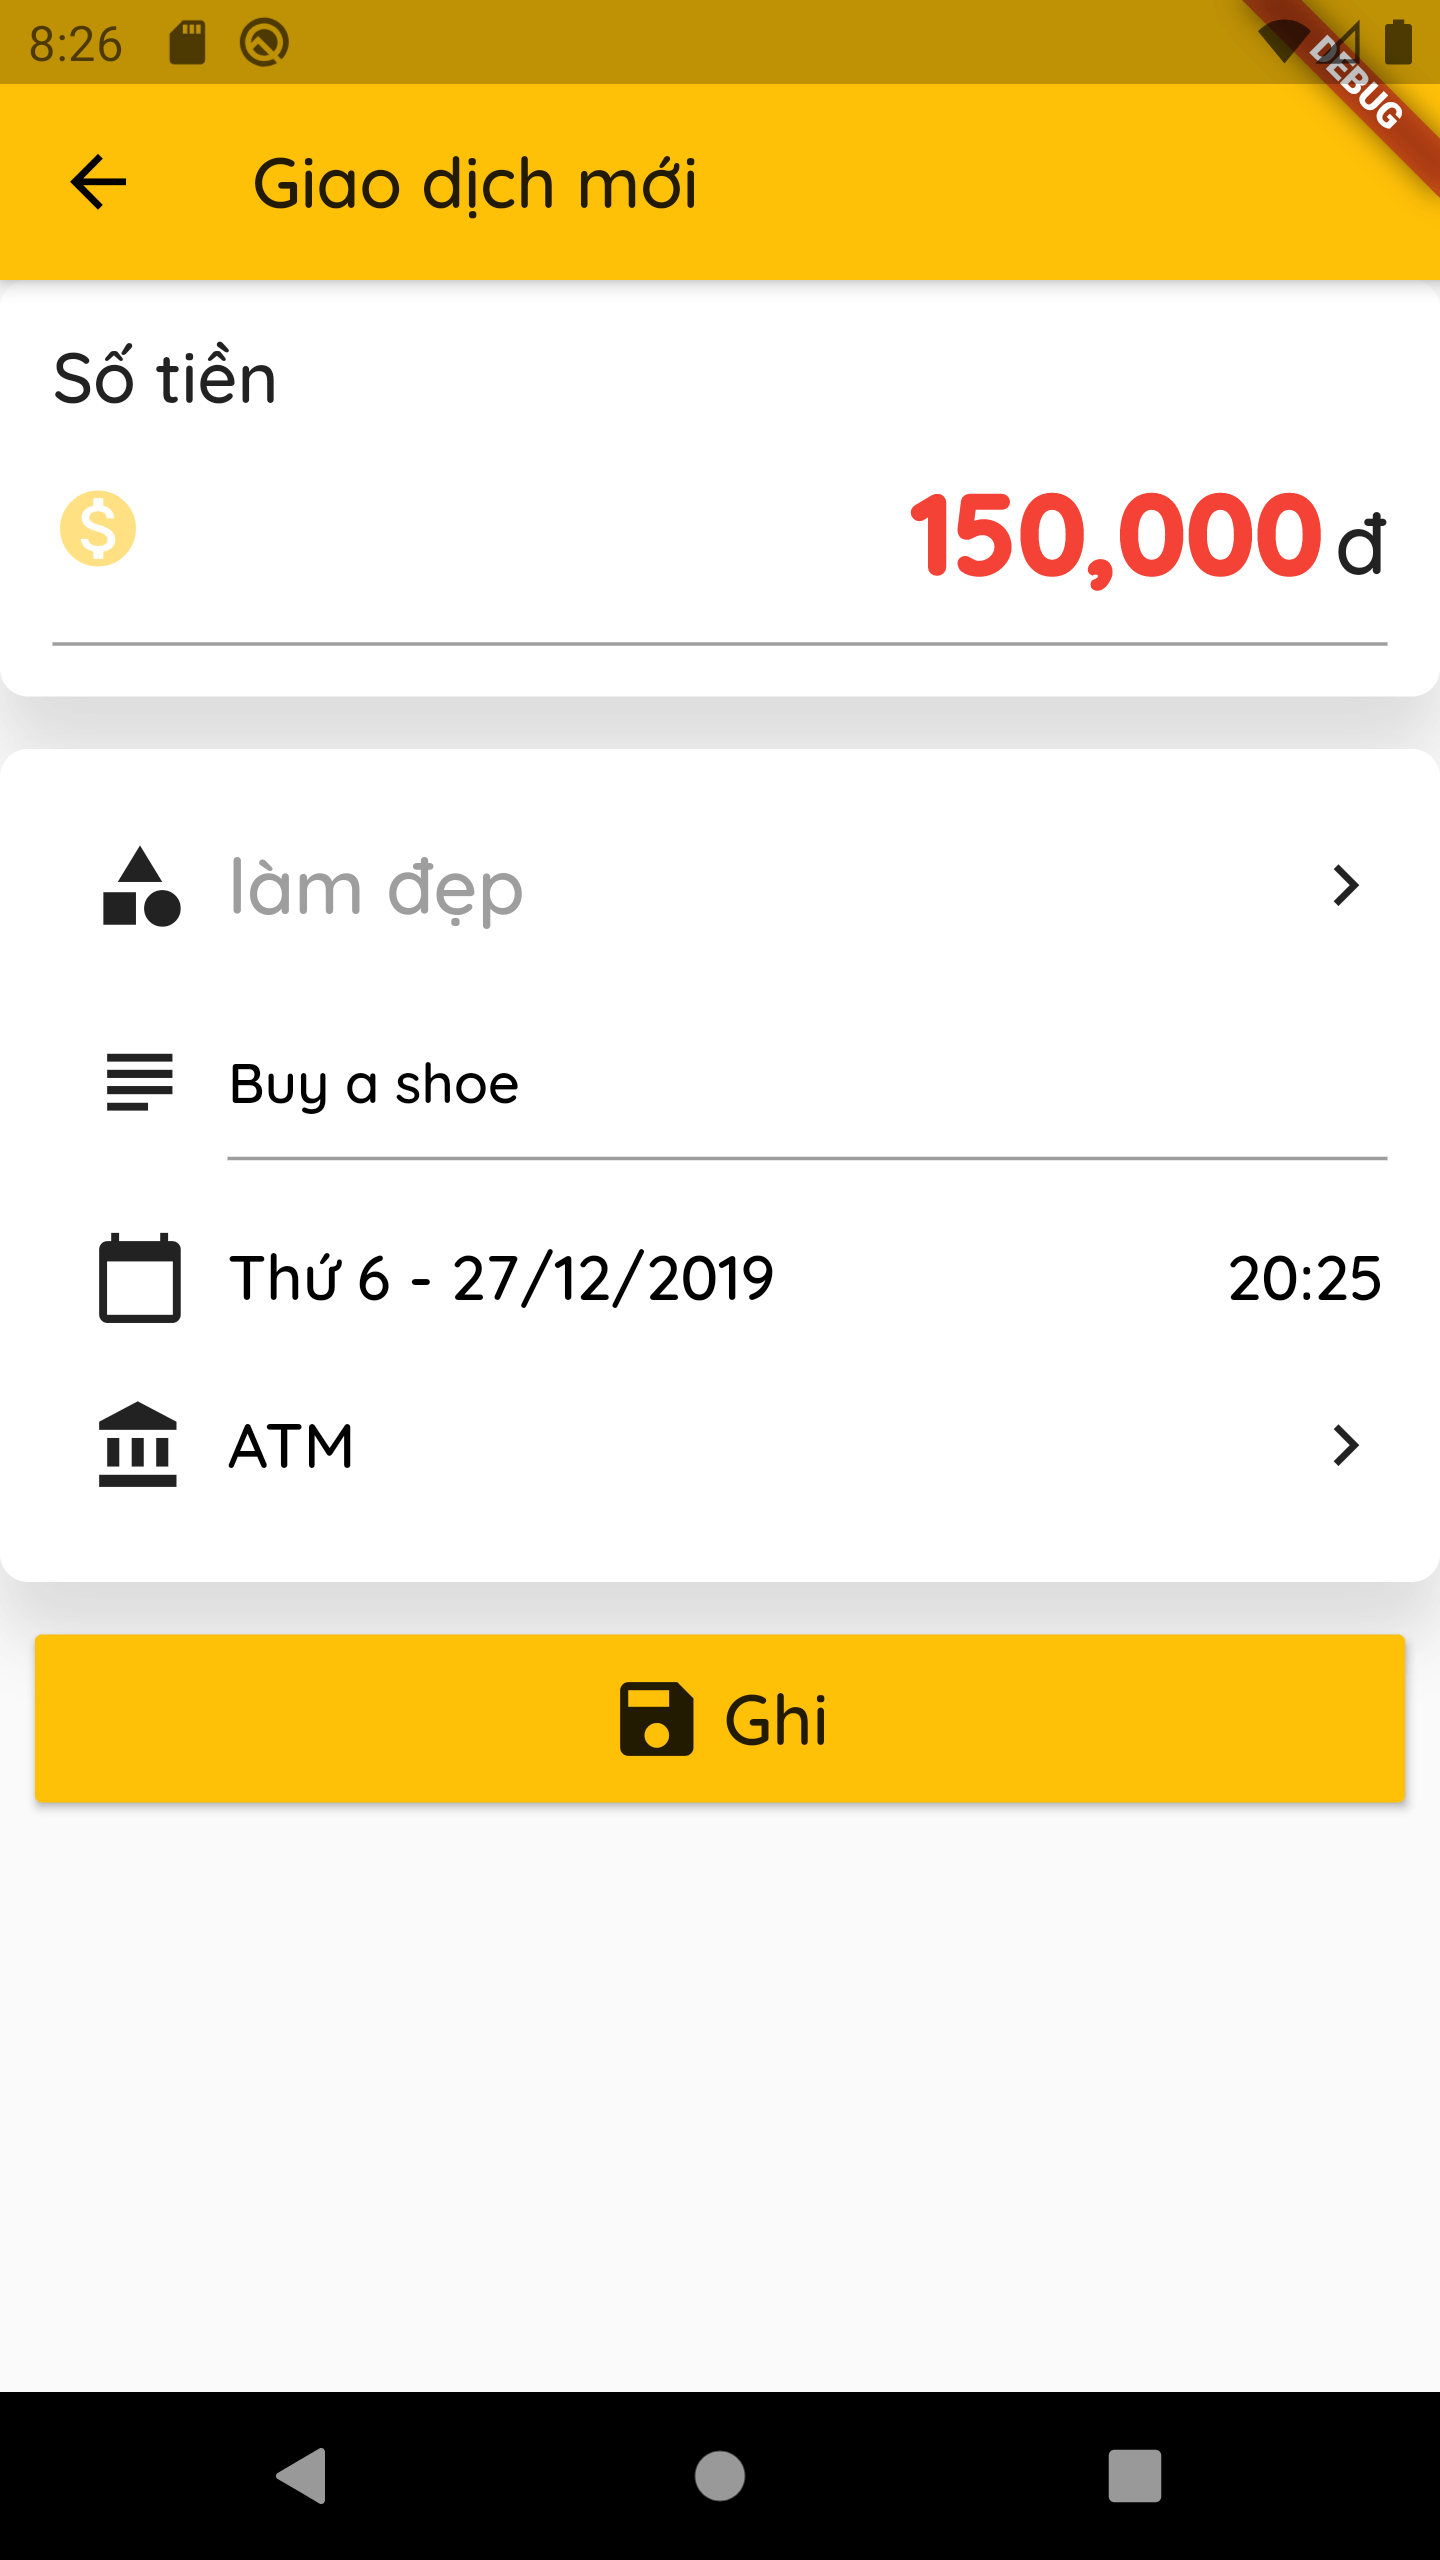 8:26
DEBUG
Giao dịch mới
Số tiền
150,000 đ
làm đẹp
Buy a shoe
Thứ 6 - 27/12/2019 20:25
ATM
Ghi